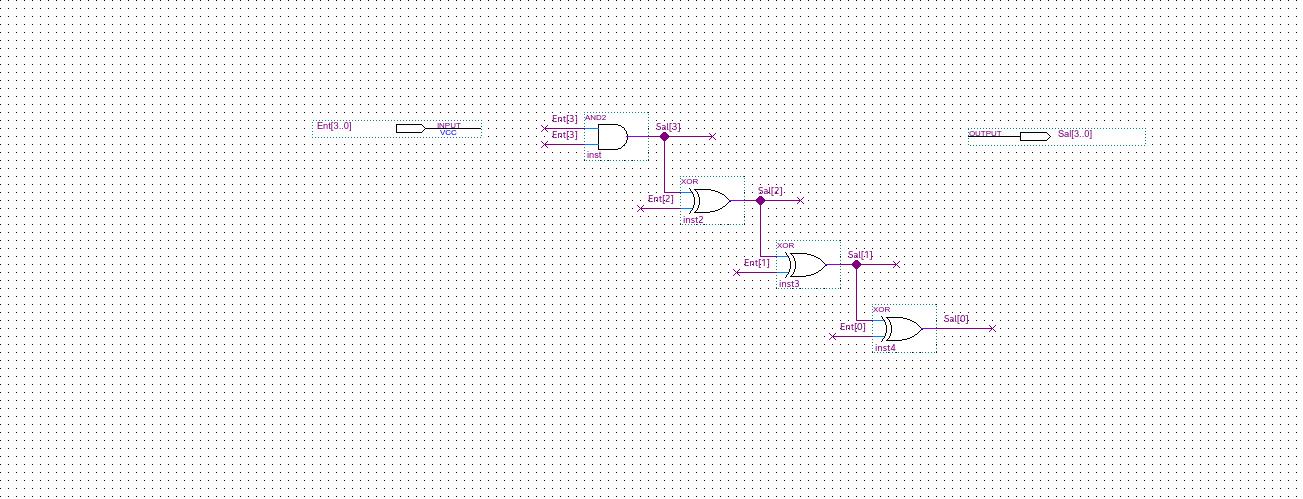 Ent[3..0]
INPUT
VCC
Ent[3]
AND2
Ent[3]
inst
Sal[3]
OUTPUT
Sal[3..0]
XOR
Ent[2]
inst2
Sal[2]
XOR
Ent[1]
inst3
Sal[1]
XOR
Ent[0]
inst4
Sal[0]